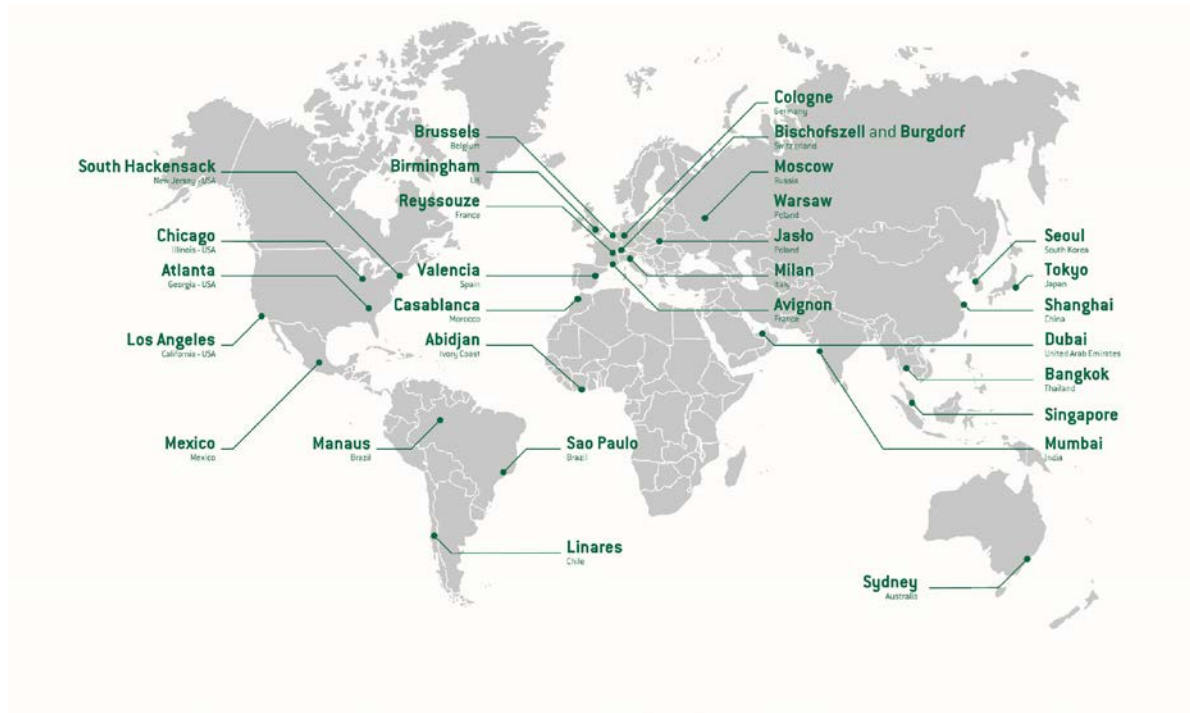 Cologne
Germany
Brussels
Belgium
Bischofszell and Burgdorf
Switzerland
South Hackensack
New Jersey - USA
Birmingham
UK
Moscow
Russia
Reyssouze
France
Warsaw
Poland
Chicago
Illinois - USA
Jasło
Poland
Seoul
South Korea
Atlanta
Georgia - USA
Valencia
Spain
Milan
Italy
Tokyo
Japan
Casablanca
Morocco
Avignon
France
Shanghai
China
Los Angeles
California - USA
Abidjan
Ivory Coast
Dubai
United Arab Emirates
Bangkok
Thailand
Singapore
Mexico
Mexico
Manaus
Brazil
Sao Paulo
Brazil
Mumbai
India
Linares
Chile
Sydney
Australia